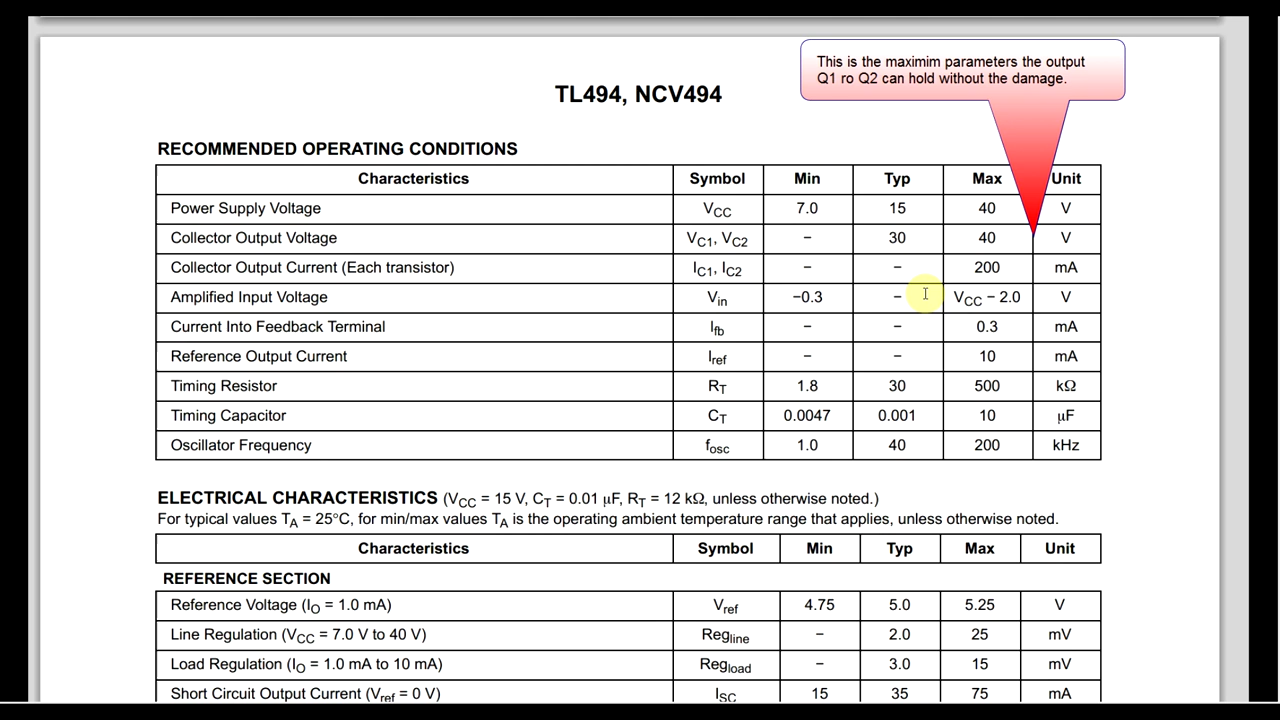 This is the maximim parameters the output
Q1 ro Q2 can hold without the damage.
TL494, NCV494
RECOMMENDED OPERATING CONDITIONS
Characteristics Symbol Min Typ Max Unit
Power Supply Voltage VCC 7.0 15 40 V
Collector Output Voltage VC1, VC2 – 30 40 V
Collector Output Current (Each transistor) IC1, IC2 – – 200 mA
Amplified Input Voltage Vin −0.3 – VCC − 2.0 V
Current Into Feedback Terminal Ifb – – 0.3 mA
Reference Output Current Iref – – 10 mA
Timing Resistor RT 1.8 30 500 kΩ
Timing Capacitor CT 0.0047 0.001 10 μF
Oscillator Frequency fosc 1.0 40 200 kHz
ELECTRICAL CHARACTERISTICS (VCC = 15 V, CT = 0.01 μF, RT = 12 kΩ, unless otherwise noted.)
For typical values TA = 25°C, for min/max values TA is the operating ambient temperature range that applies, unless otherwise noted.
Characteristics Symbol Min Typ Max Unit
REFERENCE SECTION
Reference Voltage (IO = 1.0 mA) Vref 4.75 5.0 5.25 V
Line Regulation (VCC = 7.0 V to 40 V) Regline – 2.0 25 mV
Load Regulation (IO = 1.0 mA to 10 mA) Regload – 3.0 15 mV
Short Circuit Output Current (Vref = 0 V) ISC 15 35 75 mA